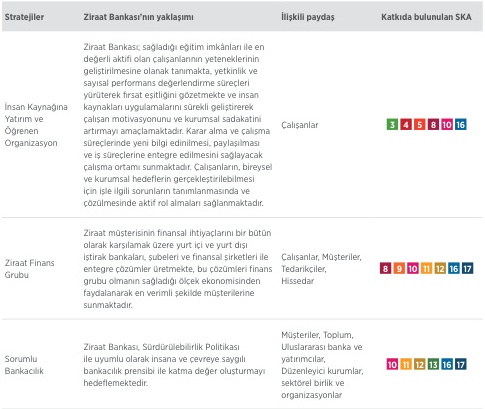 Stratejiler
Ziraat Bankası’nın yaklaşımı
İlişkili paydaş
Katkıda bulunulan SKA
İnsan Kaynağına
Yatırım ve
Öğrenen
Organizasyon
Ziraat Bankası; sağladığı eğitim imkânları ile en
değerli aktifi olan çalışanlarının yeteneklerinin
geliştirilmesine olanak tanımakta, yetkinlik ve
sayısal performans değerlendirme süreçleri
yürüterek fırsat eşitliğini gözetmekte ve insan
kaynakları uygulamalarını sürekli geliştirerek
çalışan motivasyonunu ve kurumsal sadakatini
artırmayı amaçlamaktadır. Karar alma ve çalışma
süreçlerinde yeni bilgi edinilmesi, paylaşılması
ve iş süreçlerine entegre edilmesini sağlayacak
çalışma ortamı sunmaktadır. Çalışanların, bireysel
ve kurumsal hedeflerin gerçekleştirilebilmesi
için işle ilgili sorunların tanımlanmasında ve
çözülmesinde aktif rol almaları sağlanmaktadır.
Çalışanlar
3 4 5 8 10 16
Ziraat Finans
Grubu
Ziraat müşterisinin finansal ihtiyaçlarını bir bütün
olarak karşılamak üzere yurt içi ve yurt dışı
iştirak bankaları, şubeleri ve finansal şirketleri ile
entegre çözümler üretmekte, bu çözümleri finans
grubu olmanın sağladığı ölçek ekonomisinden
faydalanarak en verimli şekilde müşterilerine
sunmaktadır.
Çalışanlar, Müşteriler,
Tedarikçiler,
Hissedar
8 9 10 11 12 16 17
Sorumlu
Bankacılık
Ziraat Bankası, Sürdürülebilirlik Politikası
ile uyumlu olarak insana ve çevreye saygılı
bankacılık prensibi ile katma değer oluşturmayı
hedeflemektedir.
Müşteriler, Toplum,
Uluslararası banka ve
yatırımcılar,
Düzenleyici kurumlar,
sektörel birlik ve
organizasyonlar
10 11 12 13 16 17